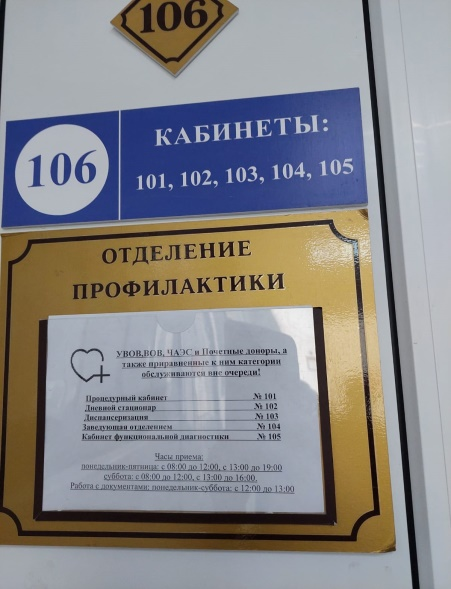 106
106
КАБИНЕТЫ:
101, 102, 103, 104, 105
ОТДЕЛЕНИЕ
ПРОФИЛАКТИКИ
УВОВ,ВОВ, ЧАЭС и Почетные доноры, а
также приравненные к ним категории
обслуживаются вне очереди!
Процедурный кабинет № 101
Дневной стационар № 102
Диспансеризация № 103
Заведующая отделением № 104
Кабинет функциональной диагностики № 105
Часы приема:
понедельник-пятница: с 08:00 до 12:00, с 13:00 до 19:00
суббота: с 08:00 до 12:00, с 13:00 до 16:00,
Работа с документами: понедельник-суббота: с 12:00 до 13:00